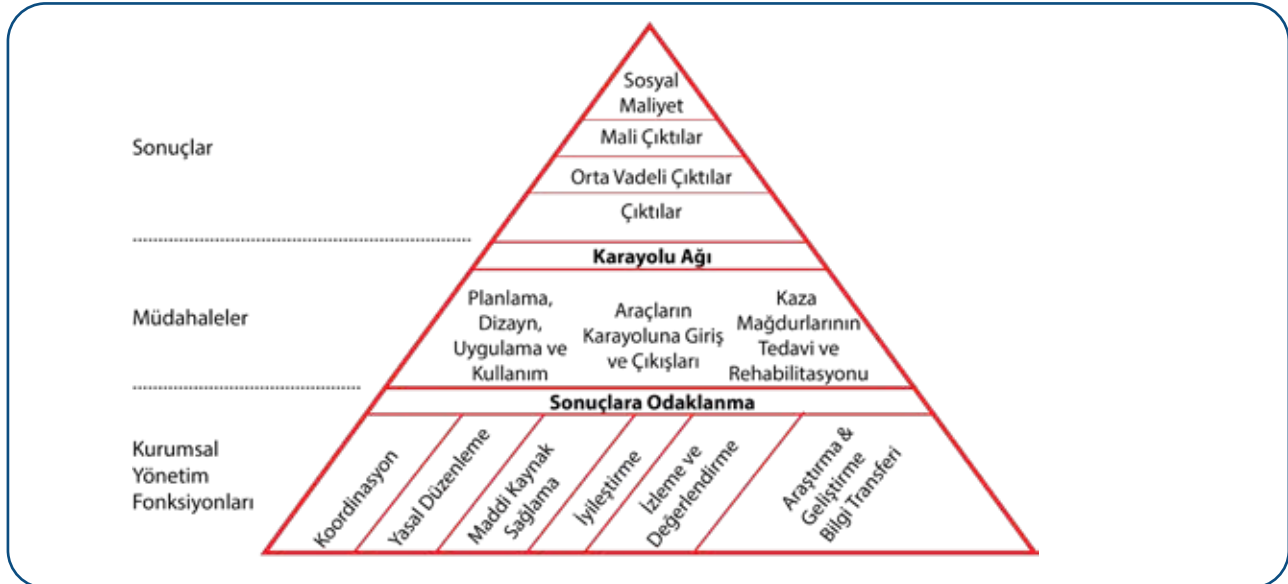 Sosyal
Maliyet
Sonuçlar
Mali Çıktılar
Orta Vadeli Çıktılar
Çıktılar
Karayolu Ağı
Müdahaleler
Planlama,
Dizayn,
Uygulama ve
Kullanım
Araçların
Karayoluna Giriş
ve Çıkışları
Kaza
Mağdurlarının
Tedavi ve
Rehabilitasyonu
Sonuçlara Odaklanma
Kurumsal
Yönetim
Fonksiyonları
Koordinasyon
Yasal Düzenleme
Maddi Kaynak
Sağlama
İyileştirme
İzleme ve
Değerlendirme
Araştırma &
Geliştirme
Bilgi Transferi